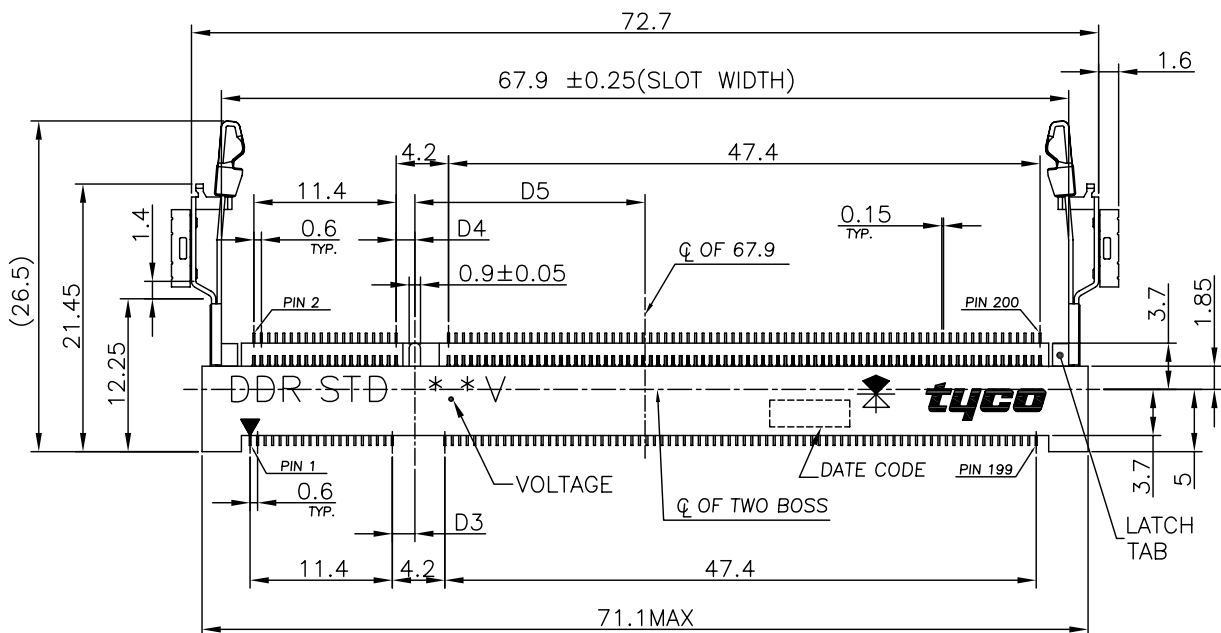 72.7
1.6
67.9 ±0.25(SLOT WIDTH)
4.2
47.4
11.4
D5
1.4
0.6
TYP.
D4
0.15
TYP.
0.9±0.05
℄ OF 67.9
(26.5)
21.45
12.25
PIN 2
PIN 200
3.7
1.85
DDR STD **V
tyco
PIN 1
VOLTAGE
DATE CODE
PIN 199
3.7
5
0.6
TYP.
D3
℄ OF TWO BOSS
LATCH
TAB
11.4
4.2
47.4
71.1MAX